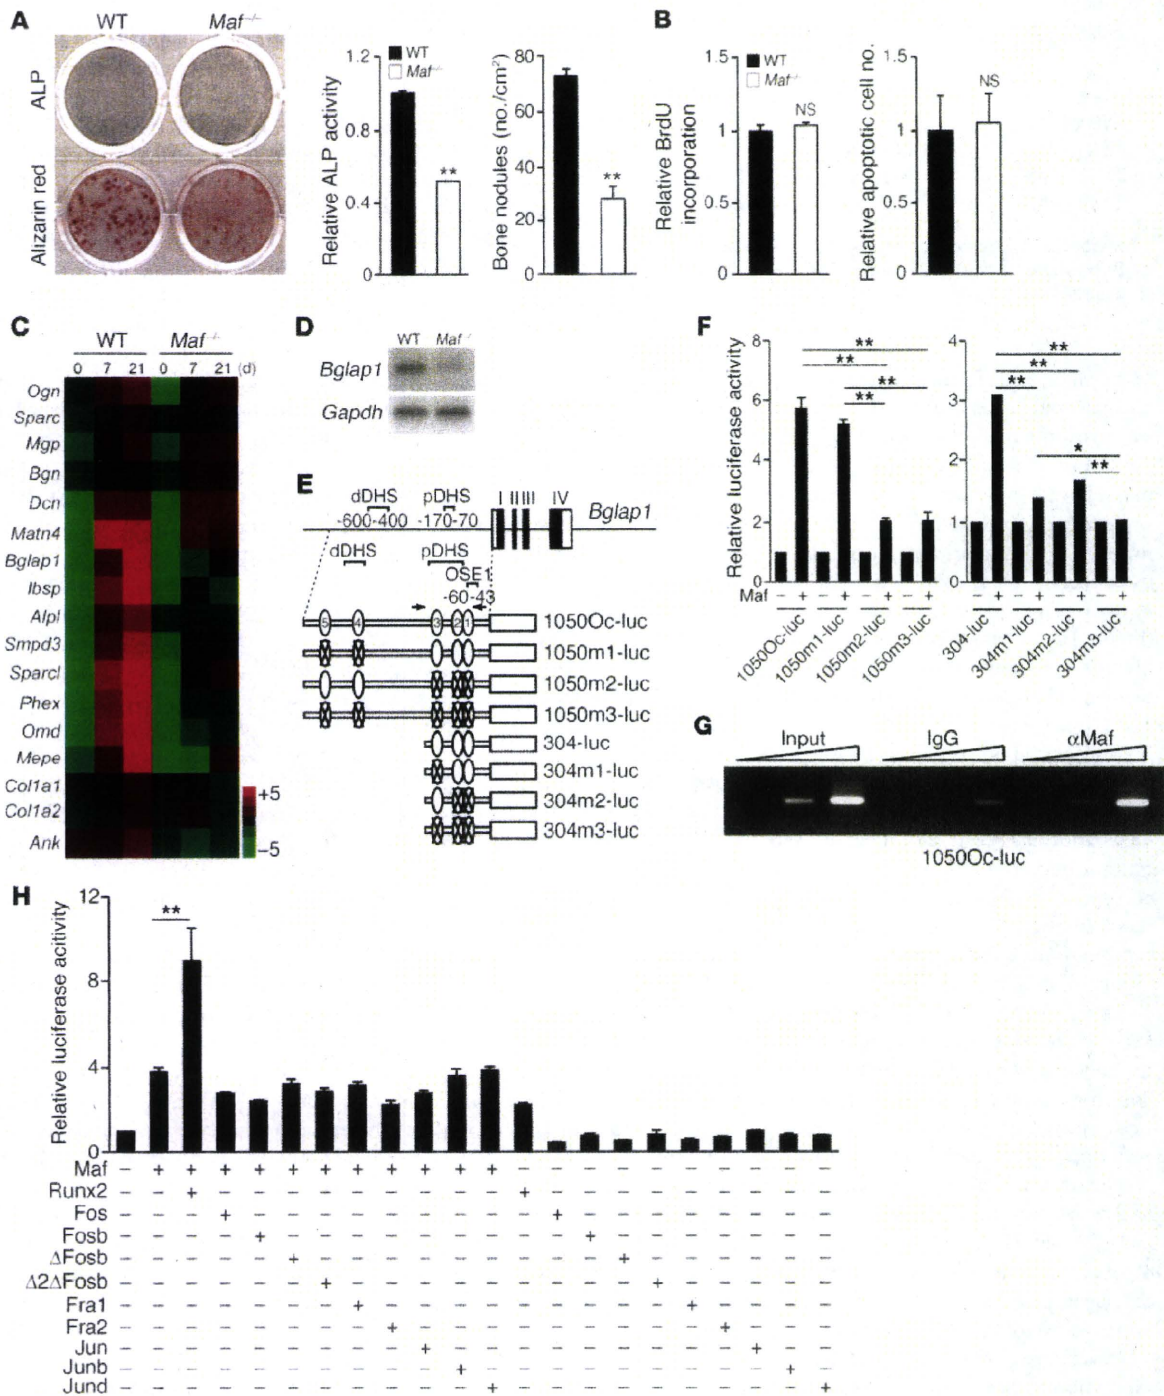 A
WT Maf⁻/⁻
ALP
Alizarin red
WT
Maf⁻/⁻
Relative ALP activity
1.2
0.8
0.4
0
**
Bone nodules (no./cm²)
80
60
40
20
0
**
B
WT
Maf⁻/⁻
Relative BrdU incorporation
1.5
1
0.5
0
NS
Relative apoptotic cell no.
1.5
1
0.5
0
NS
C
WT Maf⁻/⁻
0 7 21 0 7 21 (d)
Ogn
Sparc
Mgp
Bgn
Dcn
Matn4
Bglap1
Ibsp
Alpl
Smpd3
Sparcl
Phex
Omd
Mepe
Col1a1
Col1a2
Ank
+5
−5
D
WT Maf⁻/⁻
Bglap1
Gapdh
E
dDHS pDHS I II III IV
-600-400 -170-70 Bglap1
dDHS pDHS
OSE1
-60-43
5 4 3 2 1 1050Oc-luc
1050m1-luc
1050m2-luc
1050m3-luc
304-luc
304m1-luc
304m2-luc
304m3-luc
F
Relative luciferase activity
8
6
4
2
0
**
**
**
**
Maf − + − + − + − +
1050Oc-luc
1050m1-luc
1050m2-luc
1050m3-luc
4
3
2
1
0
**
**
**
*
**
− + − + − + − +
304-luc
304m1-luc
304m2-luc
304m3-luc
G
Input IgG αMaf
1050Oc-luc
H
Relative luciferase acitivity
12
8
4
0
**
Maf − + + + + + + + + + + + − − − − − − − − − −
Runx2 − − + − − − − − − − − − + − − − − − − − − −
Fos − − − + − − − − − − − − − + − − − − − − − −
Fosb − − − − + − − − − − − − − − + − − − − − − −
ΔFosb − − − − − + − − − − − − − − − + − − − − − −
Δ2ΔFosb − − − − − − + − − − − − − − − − + − − − − −
Fra1 − − − − − − − + − − − − − − − − − + − − − −
Fra2 − − − − − − − − + − − − − − − − − − + − − −
Jun − − − − − − − − − + − − − − − − − − − + − −
Junb − − − − − − − − − − + − − − − − − − − − + −
Jund − − − − − − − − − − − + − − − − − − − − − +